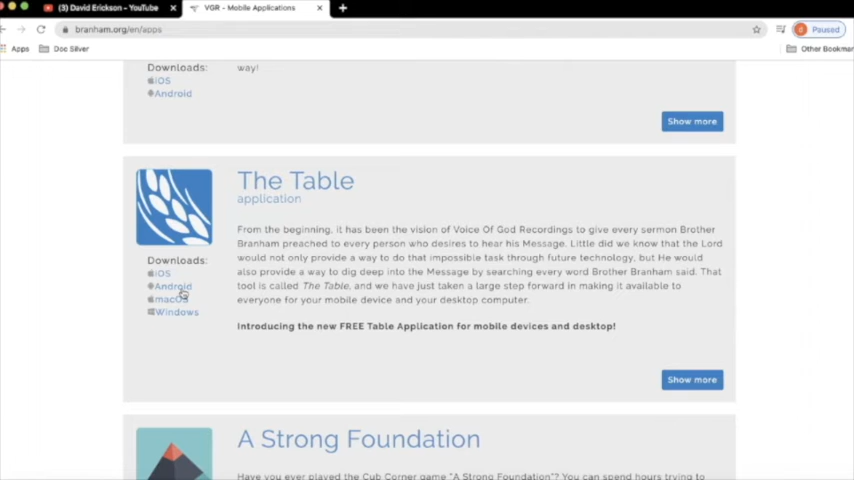 (3) David Erickson - YouTube
VGR - Mobile Applications
branham.org/en/apps
Paused
Apps
Doc Silver
Other Bookmar
Downloads:
iOS
Android
way!
Show more
The Table
application
From the beginning, it has been the vision of Voice Of God Recordings to give every sermon Brother
Branham preached to every person who desires to hear his Message. Little did we know that the Lord
would not only provide a way to do that impossible task through future technology, but He would
also provide a way to dig deep into the Message by searching every word Brother Branham said. That
tool is called The Table, and we have just taken a large step forward in making it available to
everyone for your mobile device and your desktop computer.
Introducing the new FREE Table Application for mobile devices and desktop!
Downloads:
iOS
Android
macOS
Windows
Show more
A Strong Foundation
Have you ever played the Cub Corner game "A Strong Foundation"? You can spend hours trying to